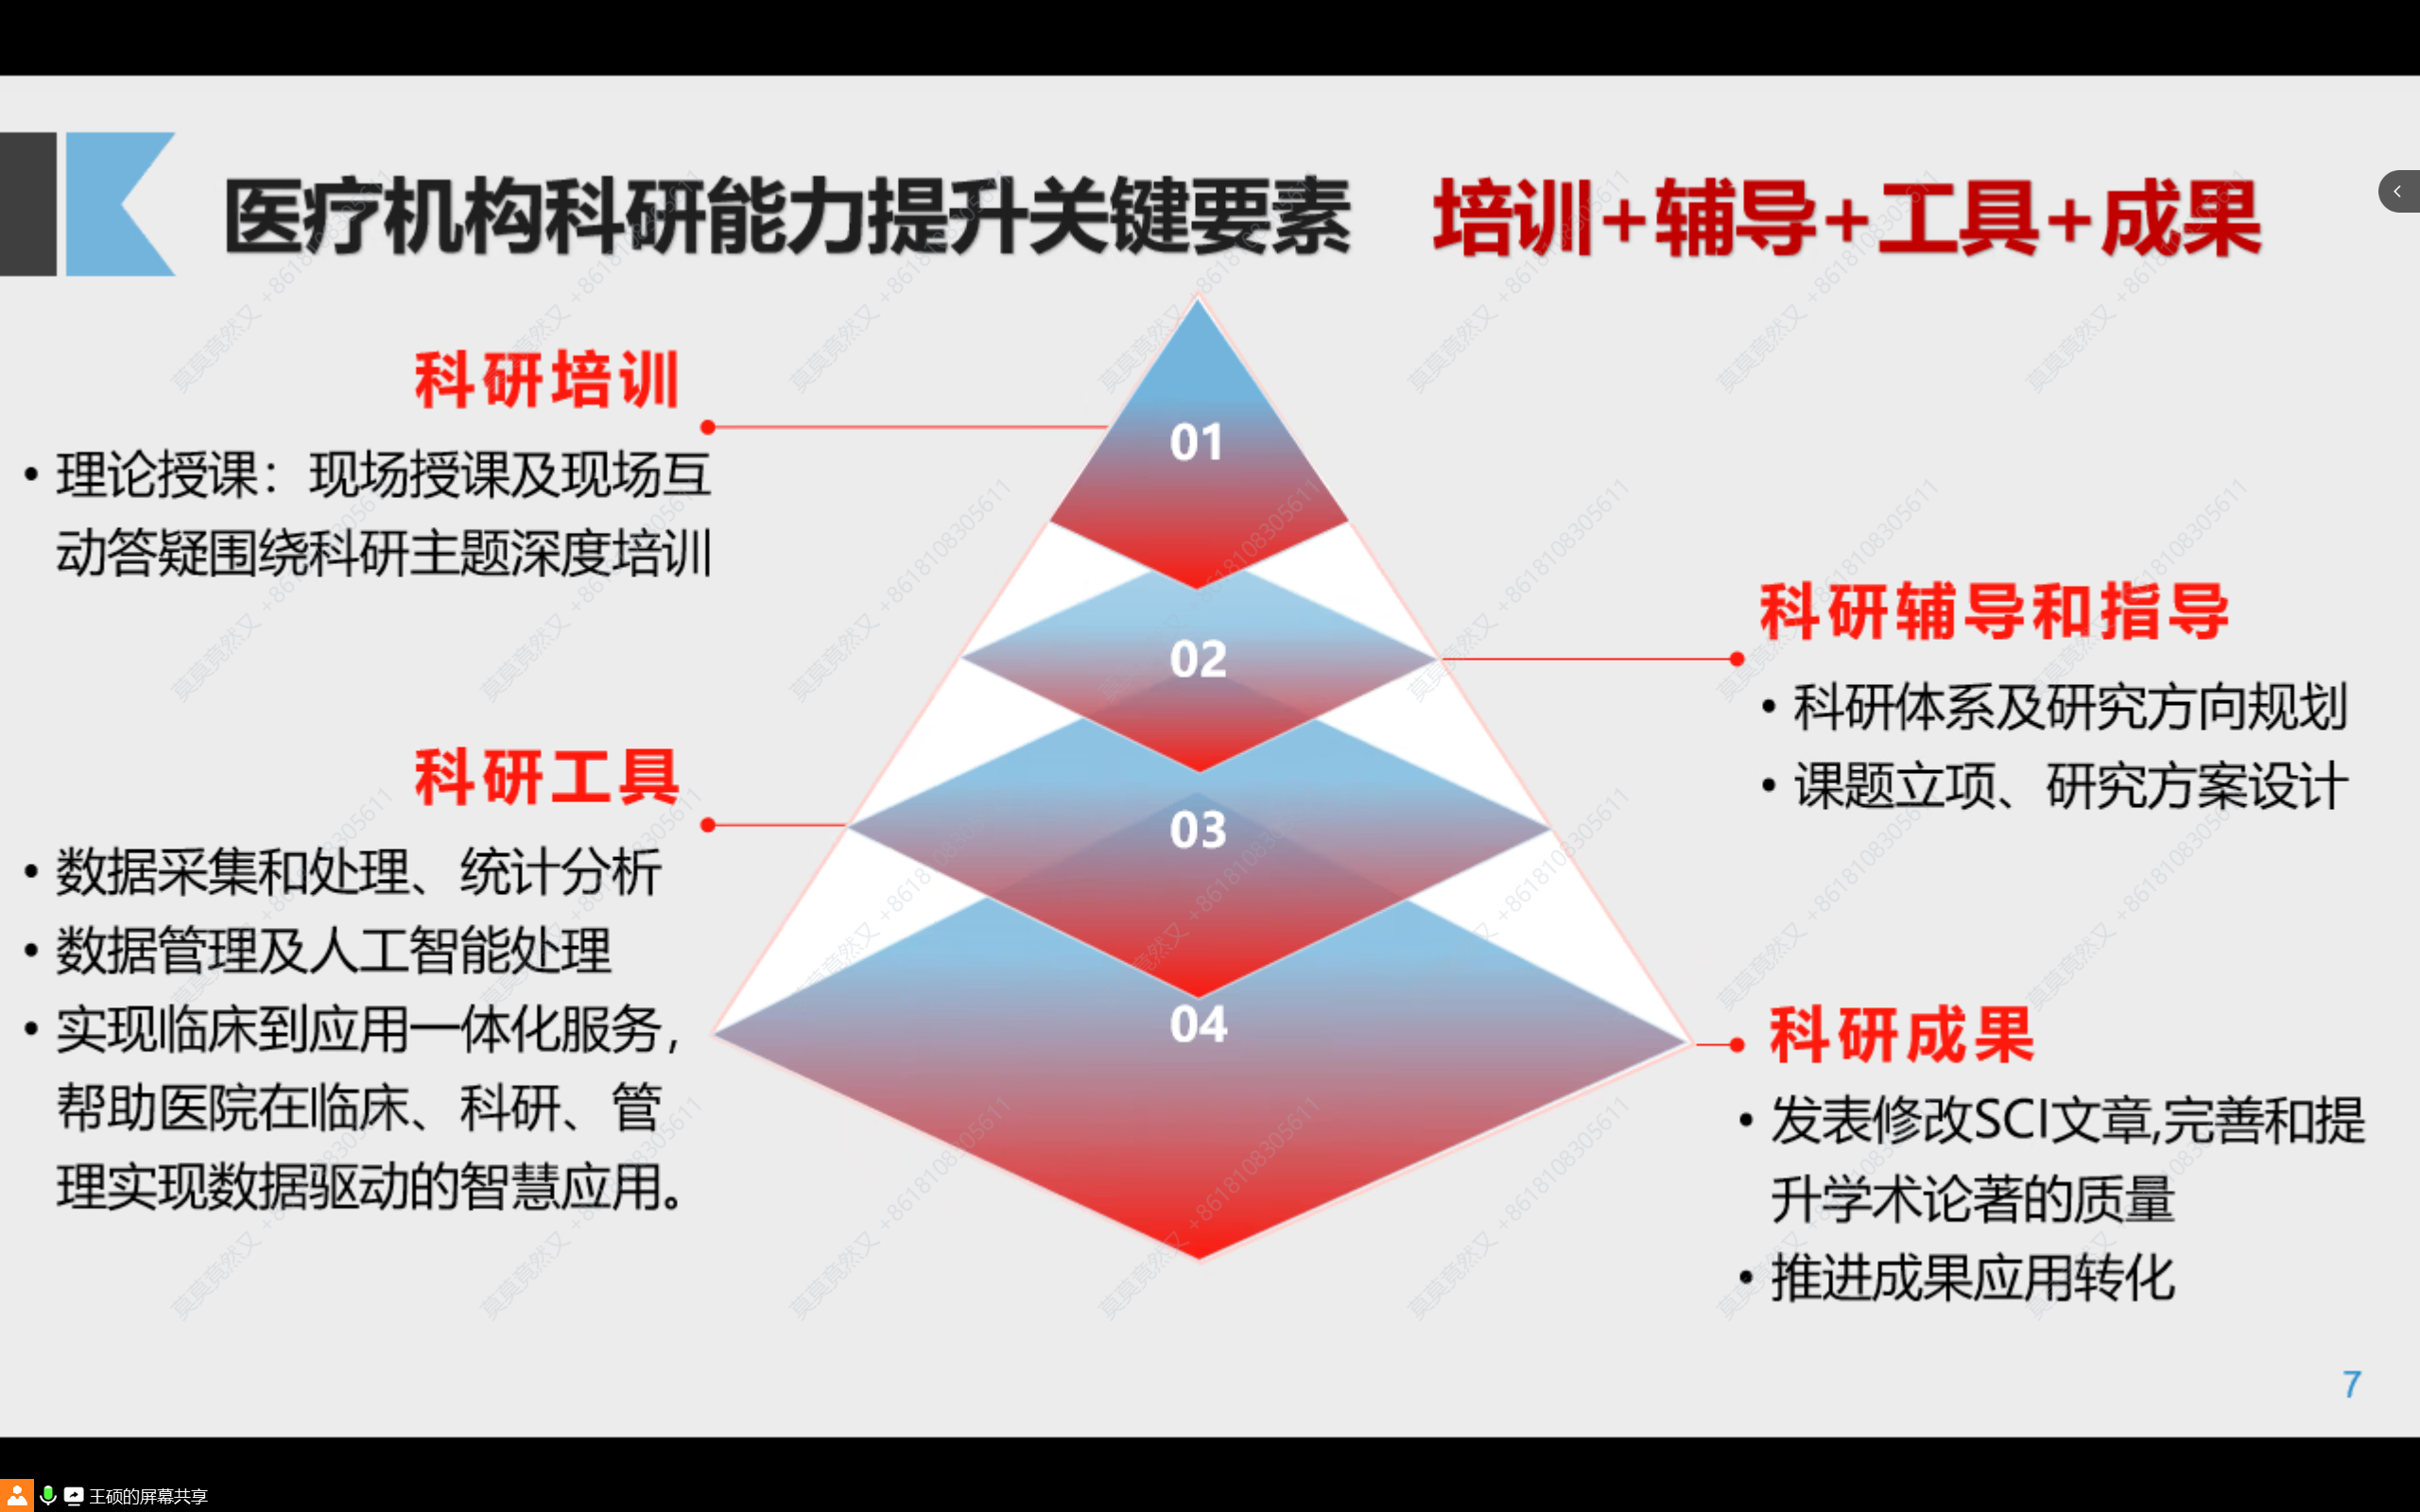 医疗机构科研能力提升关键要素 培训+辅导+工具+成果
科研培训
• 理论授课：现场授课及现场互
动答疑围绕科研主题深度培训
01
02
科研辅导和指导
• 科研体系及研究方向规划
• 课题立项、研究方案设计
科研工具
• 数据采集和处理、统计分析
• 数据管理及人工智能处理
• 实现临床到应用一体化服务，
帮助医院在临床、科研、管
理实现数据驱动的智慧应用。
03
04
科研成果
• 发表修改SCI文章,完善和提
升学术论著的质量
• 推进成果应用转化
7
王硕的屏幕共享
莫莫竟然又 +8618108305611